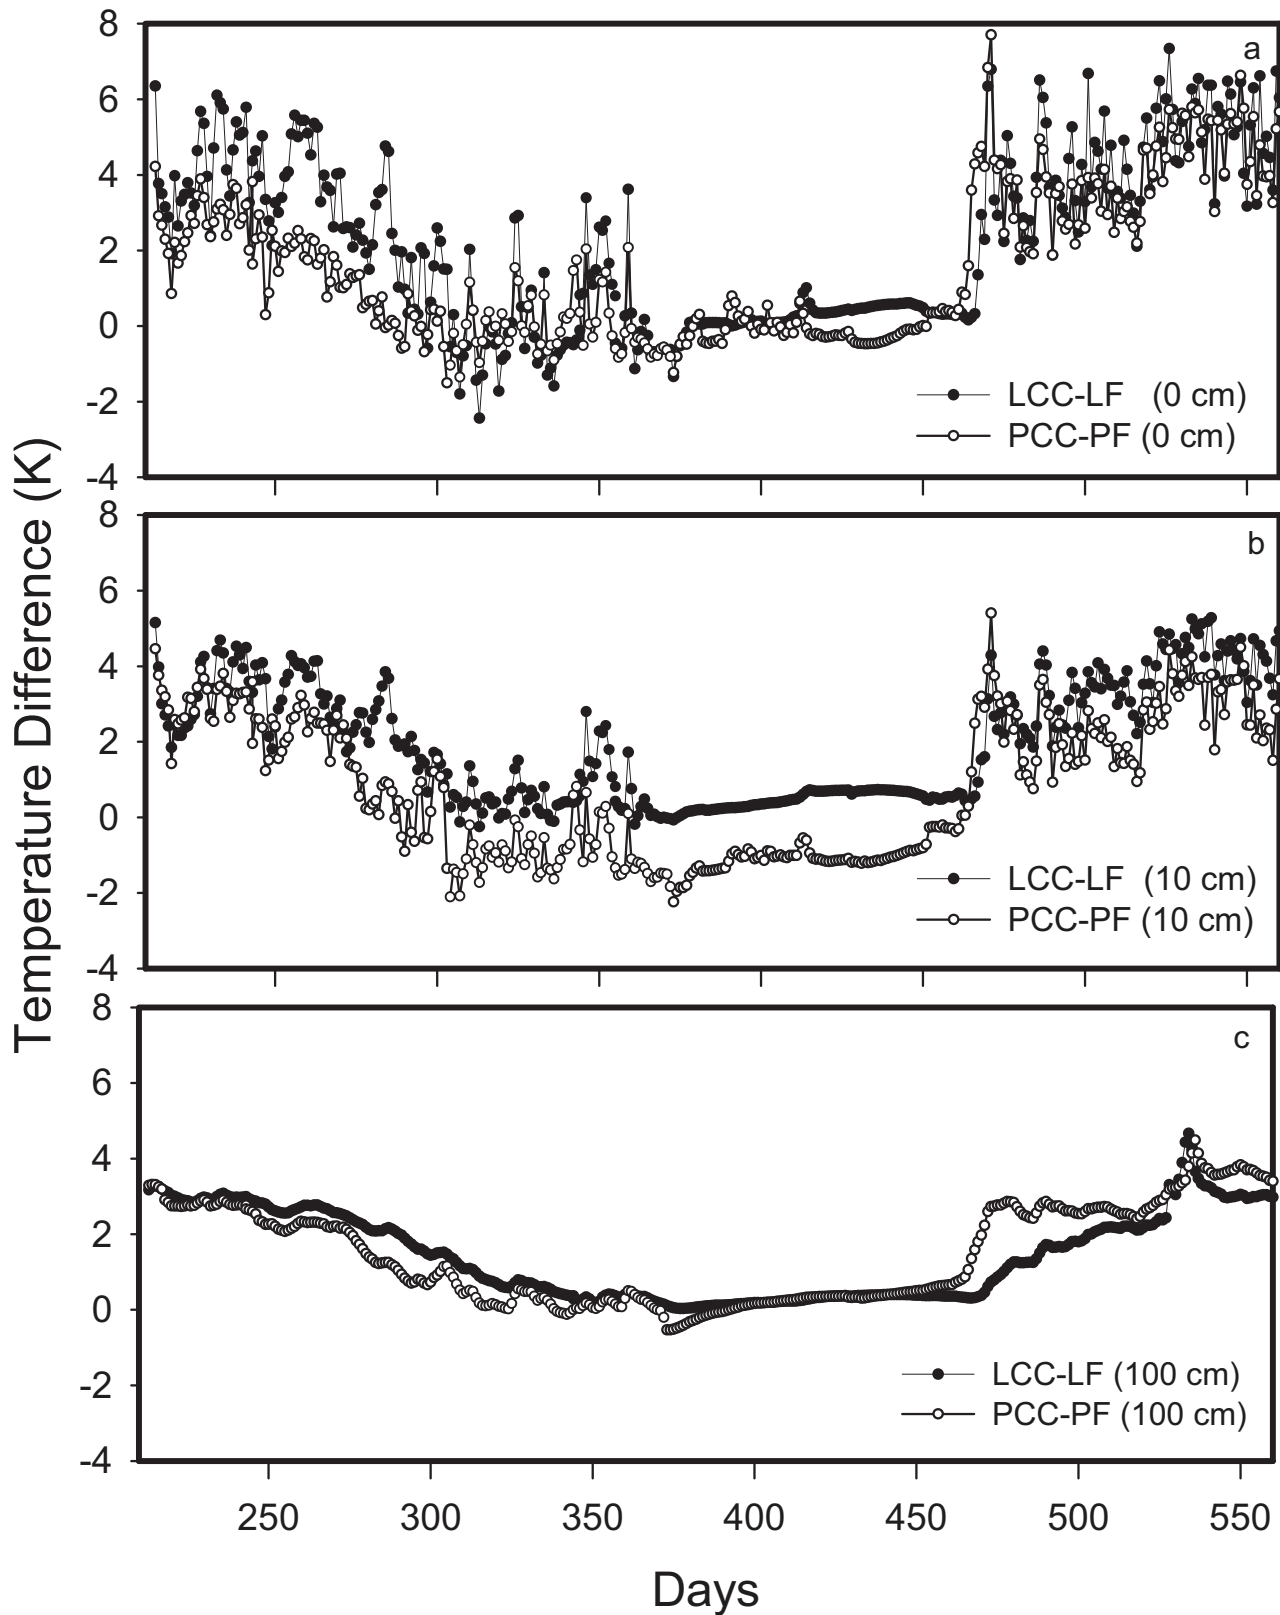 8
a
6
4
2
0
-2
LCC-LF (0 cm)
PCC-PF (0 cm)
-4
8
b
6
4
2
0
-2
LCC-LF (10 cm)
PCC-PF (10 cm)
-4
8
c
6
4
2
0
-2
LCC-LF (100 cm)
PCC-PF (100 cm)
-4
250 300 350 400 450 500 550
Days
Temperature Difference (K)